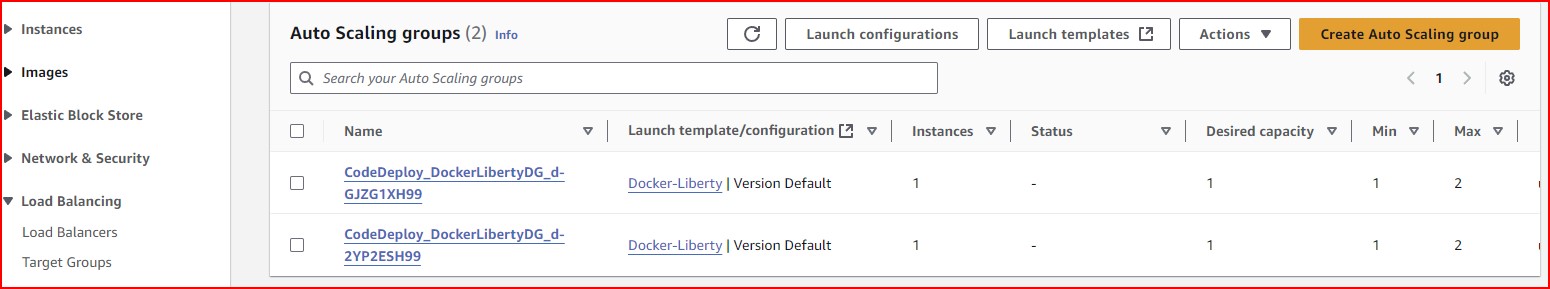 Instances
Images
Elastic Block Store
Network & Security
Load Balancing
Load Balancers
Target Groups
Auto Scaling groups (2) Info
Launch configurations
Launch templates
Actions
Create Auto Scaling group
Search your Auto Scaling groups
1
Name Launch template/configuration Instances Status Desired capacity Min Max
CodeDeploy_DockerLibertyDG_d-
GJZG1XH99
Docker-Liberty | Version Default 1 - 1 1 2
CodeDeploy_DockerLibertyDG_d-
2YP2ESH99
Docker-Liberty | Version Default 1 - 1 1 2